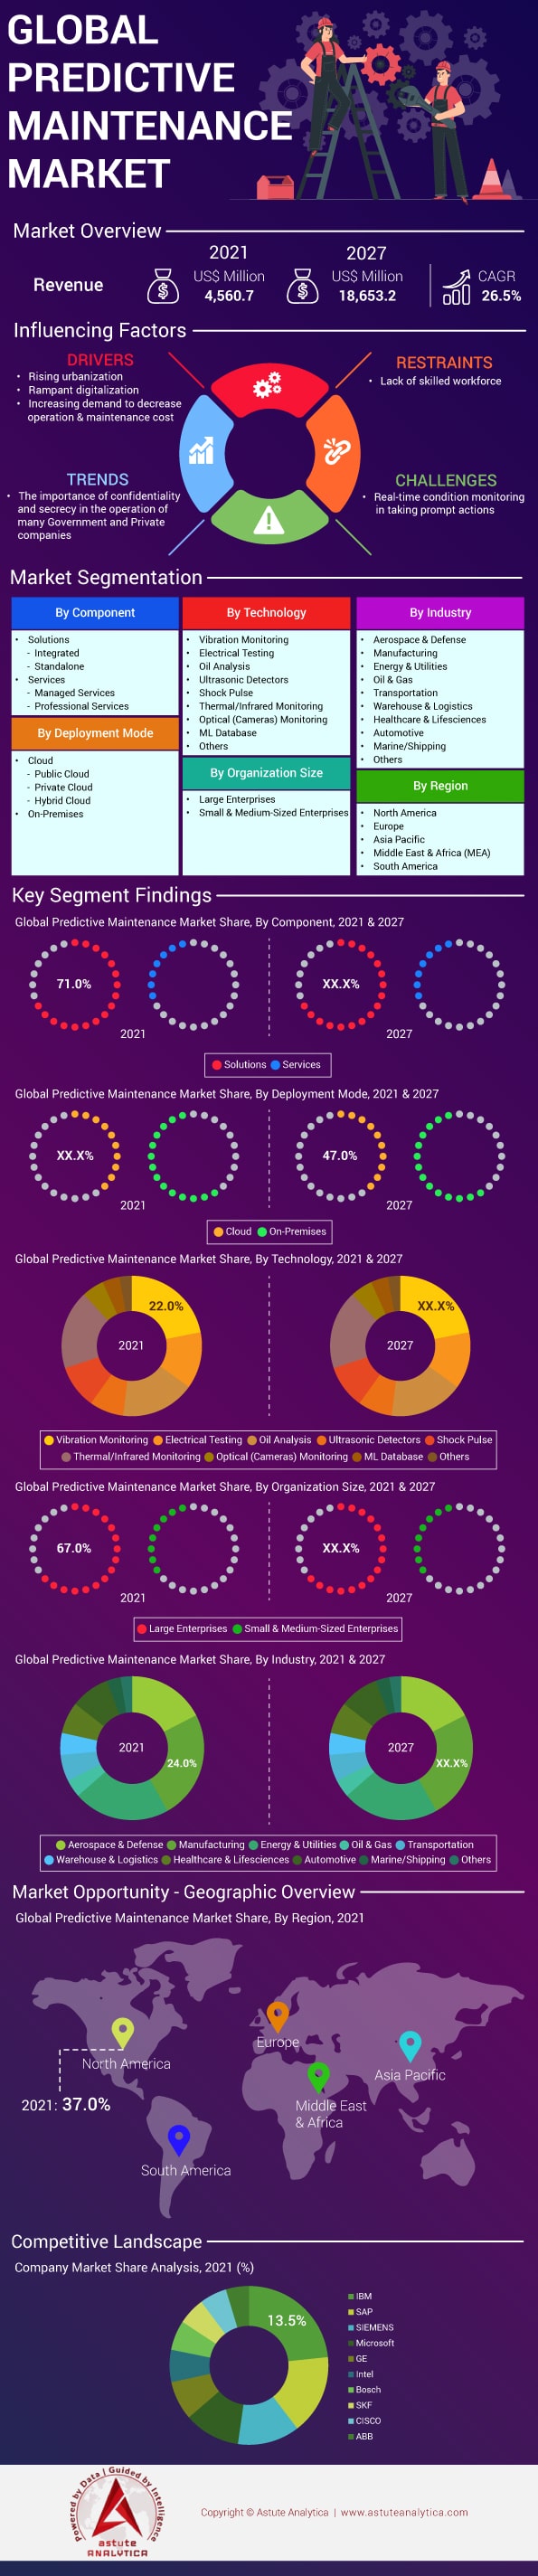 GLOBAL
PREDICTIVE
MAINTENANCE
MARKET
Market Overview
Revenue
2021
US$ Million
4,560.7
2027
US$ Million
18,653.2
CAGR
26.5%
Influencing Factors
DRIVERS
• Rising urbanization
• Rampant digitalization
• Increasing demand to decrease
operation & maintenance cost
RESTRAINTS
• Lack of skilled workforce
TRENDS
• The importance of confidentiality
and secrecy in the operation of
many Government and Private
companies
CHALLENGES
• Real-time condition monitoring
in taking prompt actions
Market Segmentation
By Component
• Solutions
- Integrated
- Standalone
• Services
- Managed Services
- Professional Services
By Deployment Mode
• Cloud
- Public Cloud
- Private Cloud
- Hybrid Cloud
• On-Premises
By Technology
• Vibration Monitoring
• Electrical Testing
• Oil Analysis
• Ultrasonic Detectors
• Shock Pulse
• Thermal/Infrared Monitoring
• Optical (Cameras) Monitoring
• ML Database
• Others
By Organization Size
• Large Enterprises
• Small & Medium-Sized Enterprises
By Industry
• Aerospace & Defense
• Manufacturing
• Energy & Utilities
• Oil & Gas
• Transportation
• Warehouse & Logistics
• Healthcare & Lifesciences
• Automotive
• Marine/Shipping
• Others
By Region
• North America
• Europe
• Asia Pacific
• Middle East & Africa (MEA)
• South America
Key Segment Findings
Global Predictive Maintenance Market Share, By Component, 2021 & 2027
71.0%
2021
XX.X%
2027
Solutions Services
Global Predictive Maintenance Market Share, By Deployment Mode, 2021 & 2027
XX.X%
2021
47.0%
2027
Cloud On-Premises
Global Predictive Maintenance Market Share, By Technology, 2021 & 2027
22.0%
2021
XX.X%
2027
Vibration Monitoring Electrical Testing Oil Analysis Ultrasonic Detectors Shock Pulse
Thermal/Infrared Monitoring Optical (Cameras) Monitoring ML Database Others
Global Predictive Maintenance Market Share, By Organization Size, 2021 & 2027
67.0%
2021
XX.X%
2027
Large Enterprises Small & Medium-Sized Enterprises
Global Predictive Maintenance Market Share, By Industry, 2021 & 2027
2021
24.0%
2027
XX.X%
Aerospace & Defense Manufacturing Energy & Utilities Oil & Gas Transportation
Warehouse & Logistics Healthcare & Lifesciences Automotive Marine/Shipping Others
Market Opportunity - Geographic Overview
Global Predictive Maintenance Market Share, By Region, 2021
North America
2021: 37.0%
Europe
Asia Pacific
Middle East
& Africa
South America
Competitive Landscape
Company Market Share Analysis, 2021 (%)
13.5%
IBM
SAP
SIEMENS
Microsoft
GE
Intel
Bosch
SKF
CISCO
ABB
Powered by Data | Guided by Intelligence
astute
ANALYTICA
Copyright © Astute Analytica | www.astuteanalytica.com